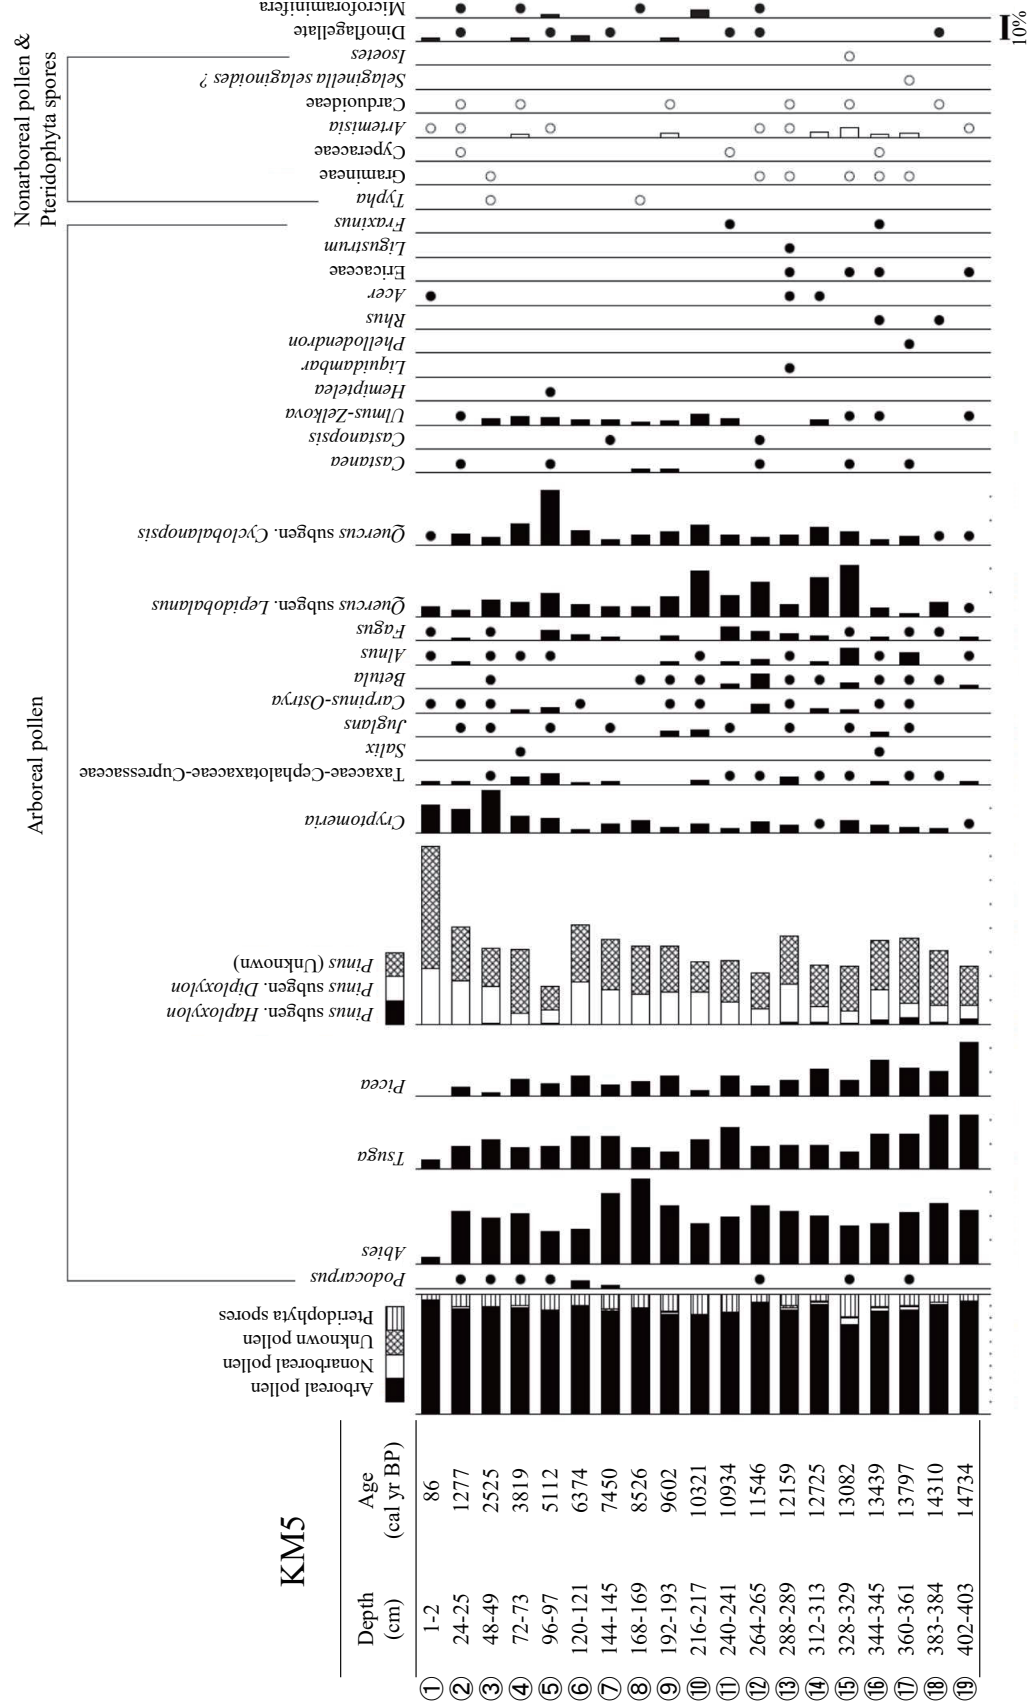 KM5
Depth
(cm)
Age
(cal yr BP)
① 1-2 86
② 24-25 1277
③ 48-49 2525
④ 72-73 3819
⑤ 96-97 5112
⑥ 120-121 6374
⑦ 144-145 7450
⑧ 168-169 8526
⑨ 192-193 9602
⑩ 216-217 10321
⑪ 240-241 10934
⑫ 264-265 11546
⑬ 288-289 12159
⑭ 312-313 12725
⑮ 328-329 13082
⑯ 344-345 13439
⑰ 360-361 13797
⑱ 383-384 14310
⑲ 402-403 14734
Arboreal pollen
Nonarboreal pollen
Unknown pollen
Pteridophyta spores
Arboreal pollen
Podocarpus
Abies
Tsuga
Picea
Pinus subgen. Haploxylon
Pinus subgen. Diploxylon
Pinus (Unknown)
Cryptomeria
Taxaceae-Cephalotaxaceae-Cupressaceae
Salix
Juglans
Carpinus-Ostrya
Betula
Alnus
Fagus
Quercus subgen. Lepidobalanus
Quercus subgen. Cyclobalanopsis
Castanea
Castanopsis
Ulmus-Zelkova
Hemiptelea
Liquidambar
Phellodendron
Rhus
Acer
Ericaceae
Ligustrum
Fraxinus
Nonarboreal pollen &
Pteridophyta spores
Typha
Gramineae
Cyperaceae
Artemisia
Carduoideae
Selaginella selaginoides ?
Isoetes
Dinoflagellate
Microforaminifera
10%